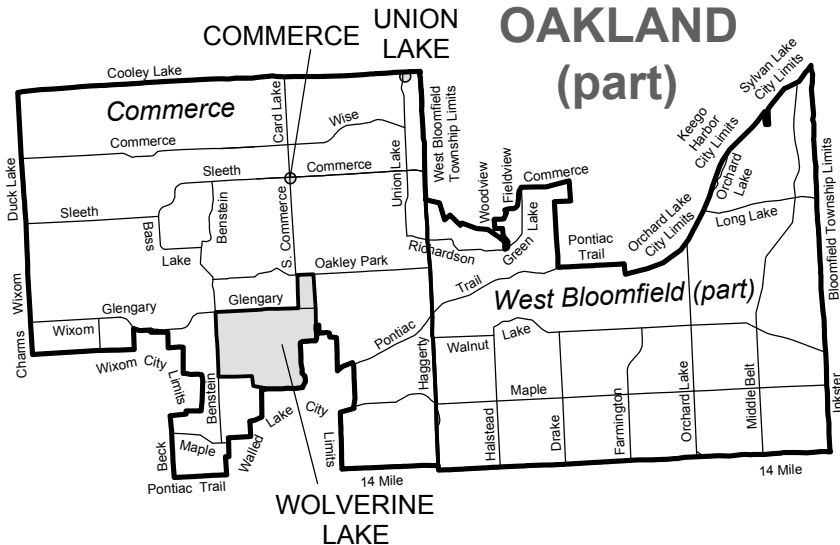 OAKLAND
(part)
UNION
LAKE
COMMERCE
Cooley Lake
Commerce
Card Lake
Wise
Commerce
Sleeth
Commerce
Union Lake
West Bloomfield
Township Limits
Woodview
Fieldview
Commerce
Green
Lake
Richardson
Duck Lake
Sleeth
Bass
Lake
Benstein
S. Commerce
Oakley Park
Glengary
Glengary
Wixom
Wixom
Charms
Wixom
City
Limits
Benstein
Beck
Maple
Pontiac Trail
Walled
Lake
City
Limits
14 Mile
WOLVERINE
LAKE
Pontiac
Trail
Haggerty
Pontiac
Trail
Orchard Lake
City Limits
Keego
Harbor
City Limits
Orchard
Lake
Sylvan Lake
City Limits
Long Lake
Bloomfield Township Limits
West Bloomfield (part)
Walnut
Lake
Maple
Halstead
Drake
Farmington
Orchard Lake
Middle Belt
Inkster
14 Mile